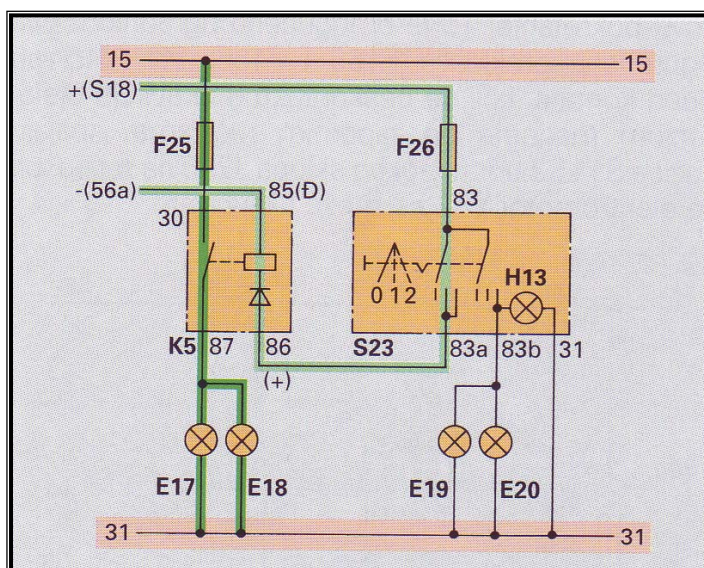 15 15
+(S18)
F25 F26
-(56a) 85(Đ) 83
30
H13
0 1 2
K5 87 86 S23 83a 83b 31
(+)
E17 E18 E19 E20
31 31